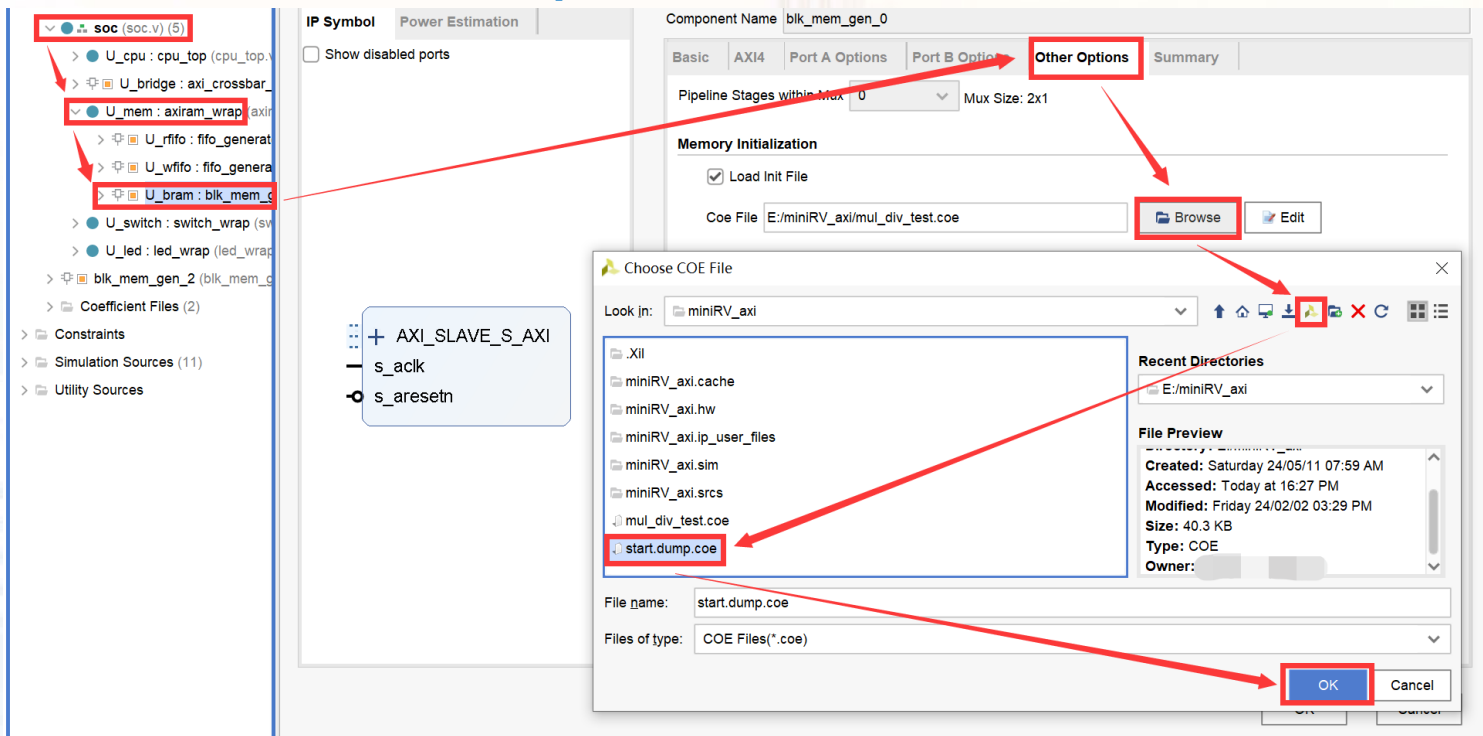 soc (soc.v) (5)
U_cpu : cpu_top (cpu_top.v
U_bridge : axi_crossbar_
U_mem : axiram_wrap (axir
U_rfifo : fifo_generat
U_wfifo : fifo_genera
U_bram : blk_mem_g
U_switch : switch_wrap (sw
U_led : led_wrap (led_wrap
blk_mem_gen_2 (blk_mem_g
Coefficient Files (2)
Constraints
Simulation Sources (11)
Utility Sources
IP Symbol Power Estimation
Show disabled ports
AXI_SLAVE_S_AXI
s_aclk
s_aresetn
Component Name blk_mem_gen_0
Basic AXI4 Port A Options Port B Options Other Options Summary
Pipeline Stages within Mux 0 Mux Size: 2x1
Memory Initialization
Load Init File
Coe File E:/miniRV_axi/mul_div_test.coe Browse Edit
Choose COE File
Look in: miniRV_axi
.Xil
miniRV_axi.cache
miniRV_axi.hw
miniRV_axi.ip_user_files
miniRV_axi.sim
miniRV_axi.srcs
mul_div_test.coe
start.dump.coe
Recent Directories
E:/miniRV_axi
File Preview
Created: Saturday 24/05/11 07:59 AM
Accessed: Today at 16:27 PM
Modified: Friday 24/02/02 03:29 PM
Size: 40.3 KB
Type: COE
Owner:
File name: start.dump.coe
Files of type: COE Files(*.coe)
OK Cancel